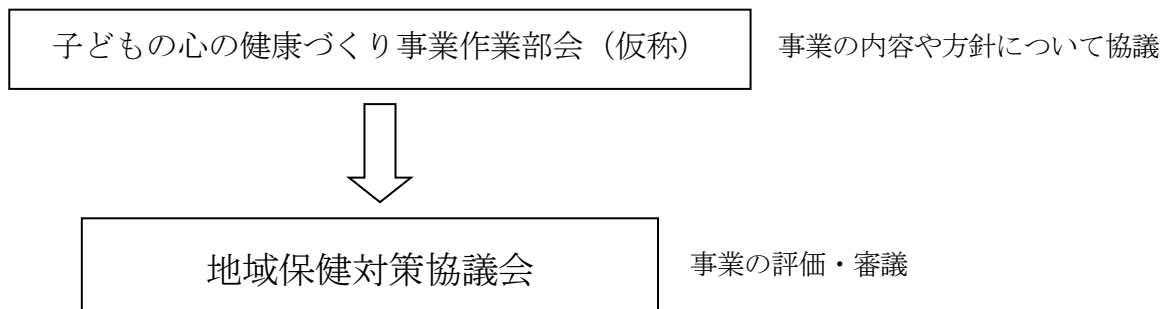 子どもの心の健康づくり事業作業部会（仮称）
事業の内容や方針について協議
地域保健対策協議会
事業の評価・審議